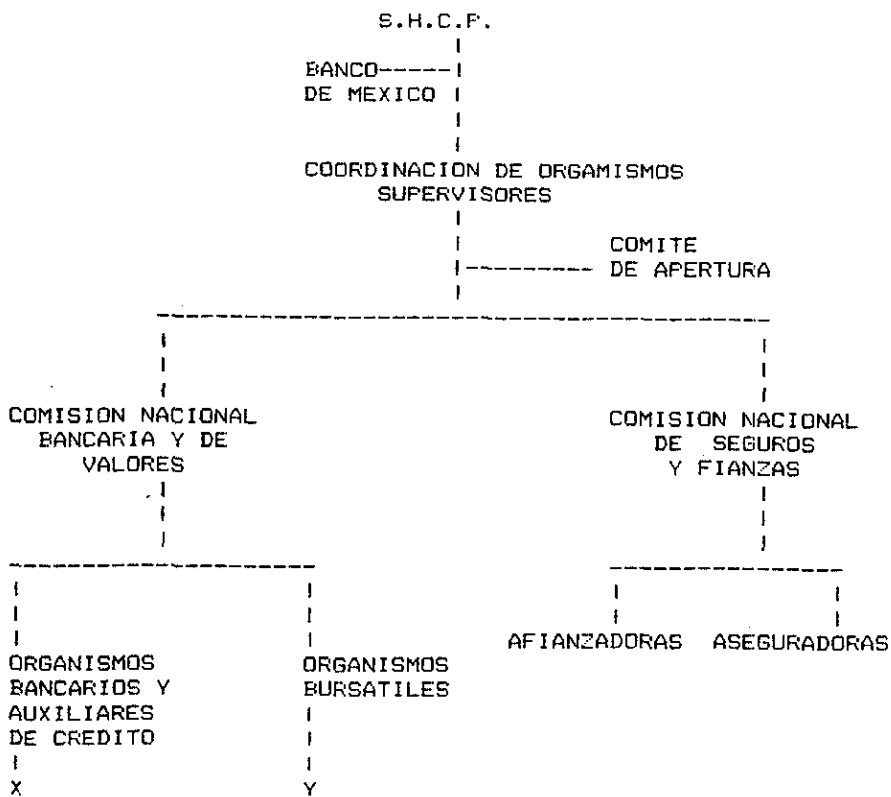 S.H.C.P.
BANCO
DE MEXICO
COORDINACION DE ORGAMISMOS
SUPERVISORES
COMITE
DE APERTURA
COMISION NACIONAL
BANCARIA Y DE
VALORES
COMISION NACIONAL
DE SEGUROS
Y FIANZAS
ORGANISMOS
BANCARIOS Y
AUXILIARES
DE CREDITO
X
ORGANISMOS
BURSATILES
Y
AFIANZADORAS ASEGURADORAS